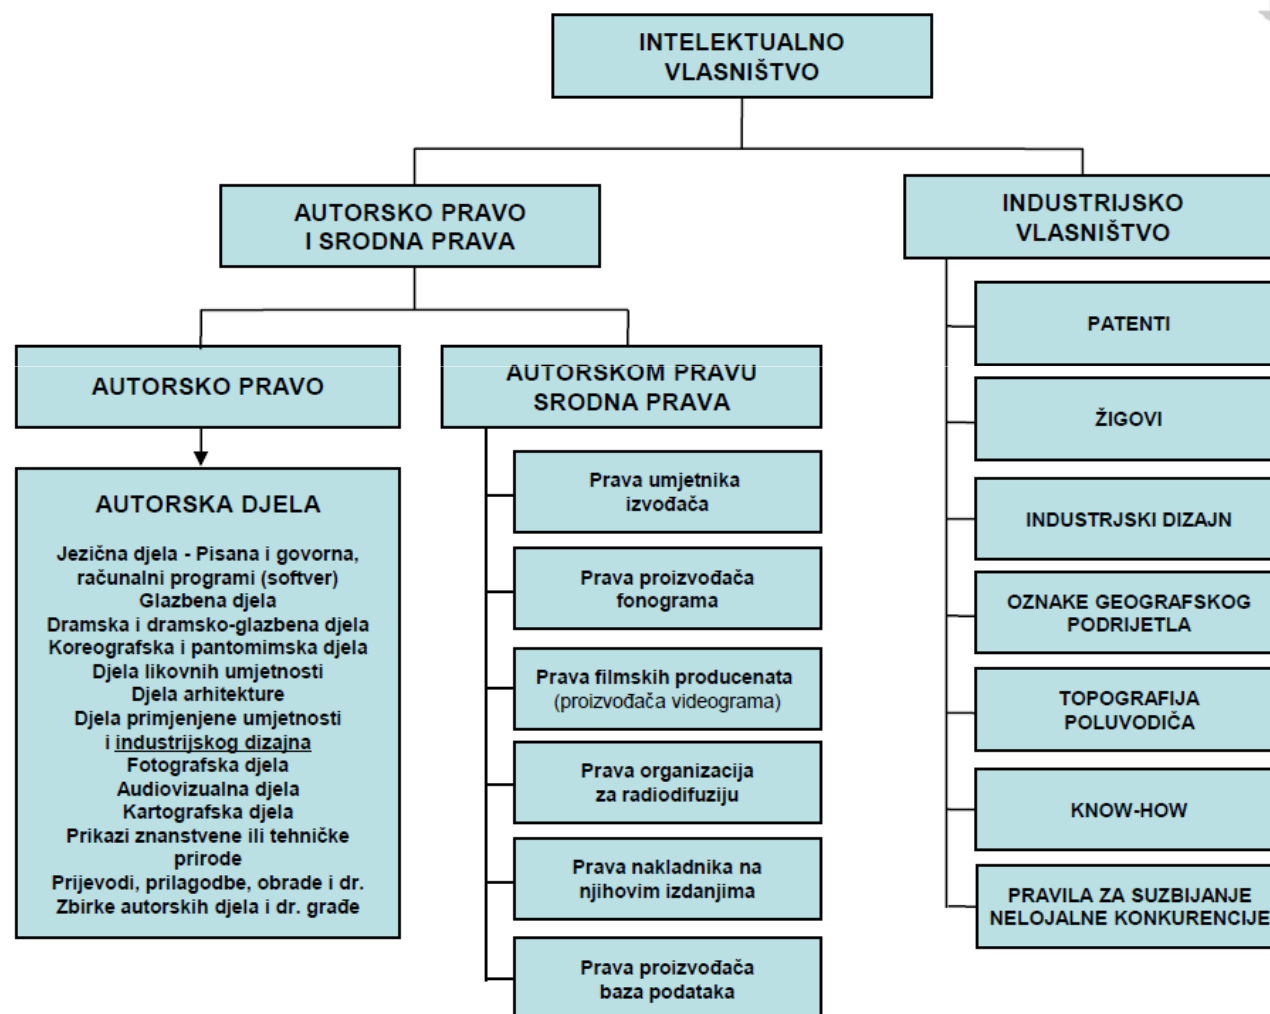 INTELEKTUALNO
VLASNIŠTVO
AUTORSKO PRAVO
I SRODNA PRAVA
INDUSTRIJSKO
VLASNIŠTVO
AUTORSKO PRAVO
AUTORSKA DJELA
Jezična djela - Pisana i govorna,
računalni programi (softver)
Glazbena djela
Dramska i dramsko-glazbena djela
Koreografska i pantomimska djela
Djela likovnih umjetnosti
Djela arhitekture
Djela primjenjene umjetnosti
i industrijskog dizajna
Fotografska djela
Audiovizualna djela
Kartografska djela
Prikazi znanstvene ili tehničke
prirode
Prijevodi, prilagodbe, obrade i dr.
Zbirke autorskih djela i dr. građe
AUTORSKOM PRAVU
SRODNA PRAVA
Prava umjetnika
izvođača
Prava proizvođača
fonograma
Prava filmskih producenata
(proizvođača videograma)
Prava organizacija
za radiodifuziju
Prava nakladnika na
njihovim izdanjima
Prava proizvođača
baza podataka
PATENTI
ŽIGOVI
INDUSTRJSKI DIZAJN
OZNAKE GEOGRAFSKOG
PODRIJETLA
TOPOGRAFIJA
POLUVODIČA
KNOW-HOW
PRAVILA ZA SUZBIJANJE
NELOJALNE KONKURENCIJE